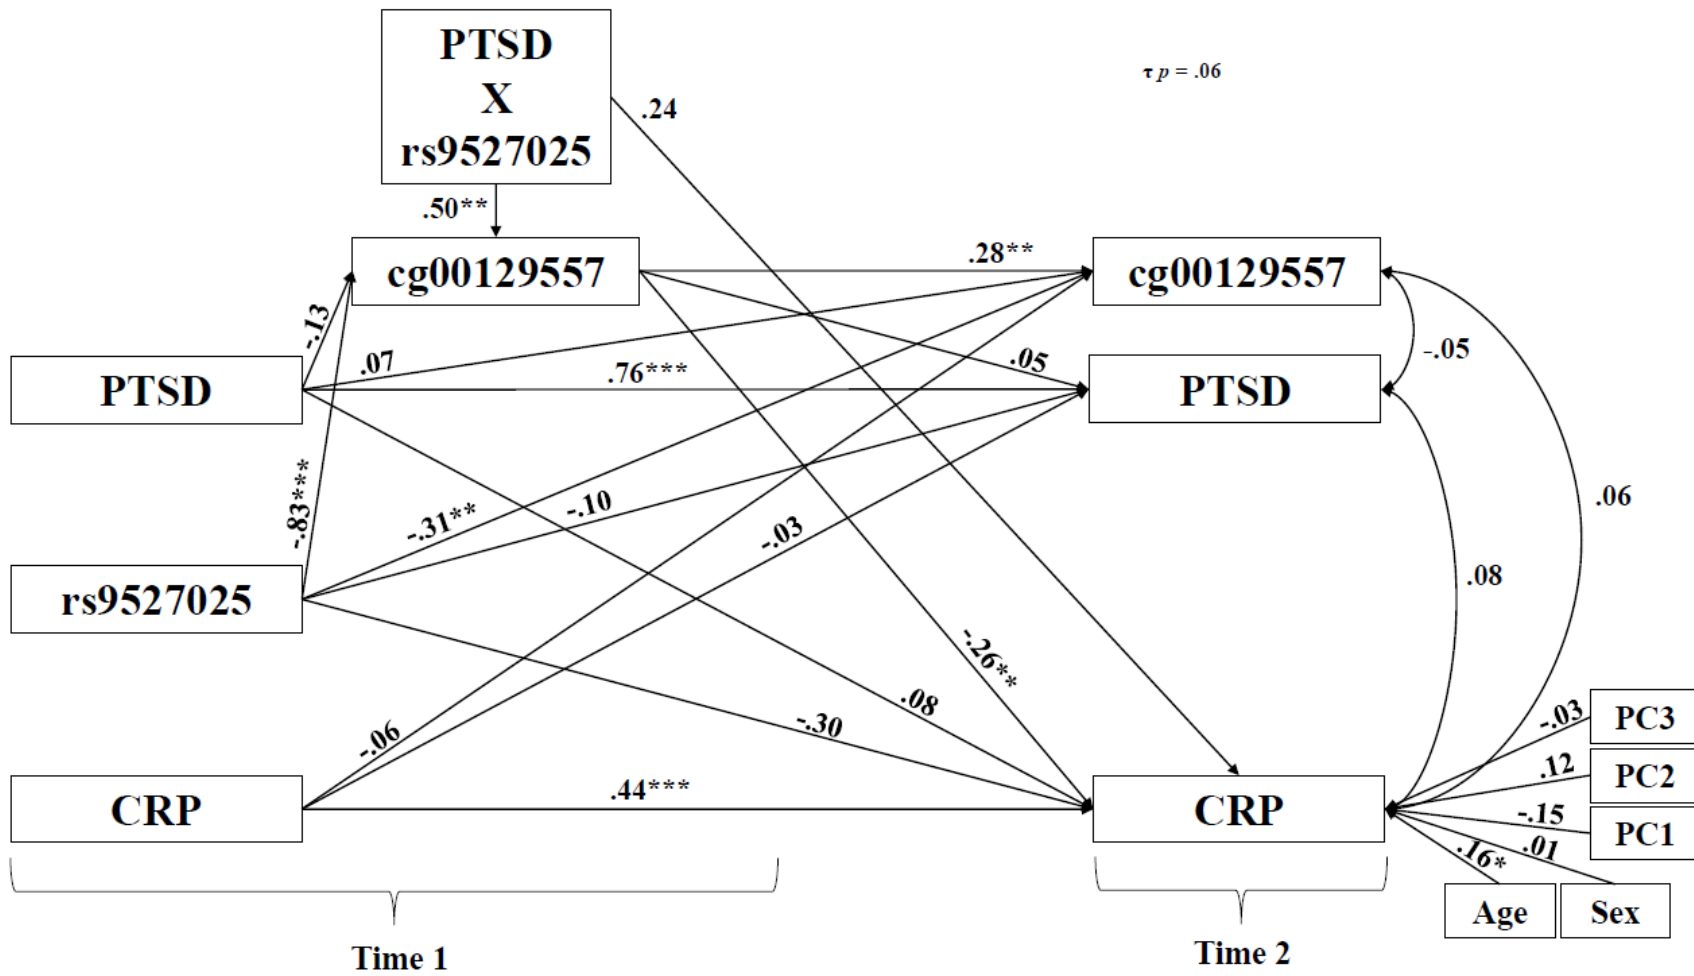 PTSD
X
rs9527025
τ p = .06
.24
.50**
cg00129557
.28**
cg00129557
-.13
.07
.05
-.05
PTSD
.76***
PTSD
-.83***
-.31**
-.10
-.03
.06
.08
rs9527025
-.26**
-.06
.08
-.30
-.03
PC3
.12
PC2
CRP
.44***
CRP
-.15
PC1
.16*
.01
Age
Sex
Time 1
Time 2